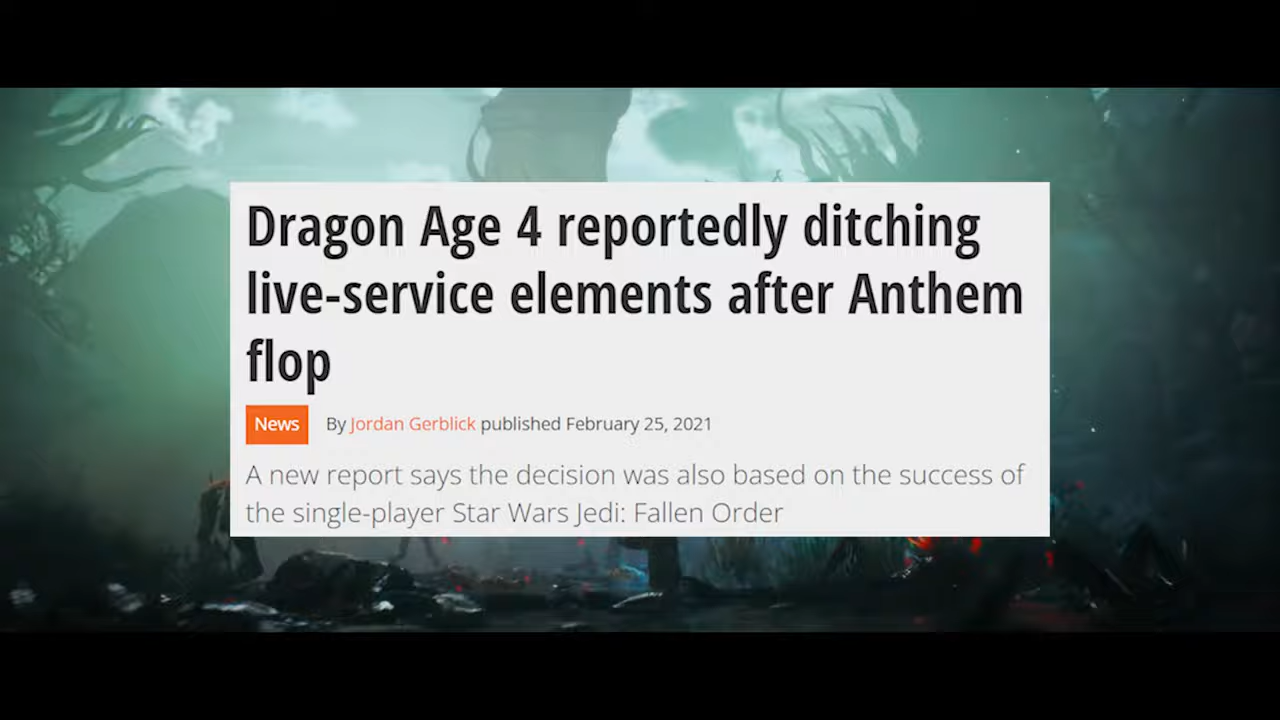 Dragon Age 4 reportedly ditching
live-service elements after Anthem
flop
News By Jordan Gerblick published February 25, 2021
A new report says the decision was also based on the success of
the single-player Star Wars Jedi: Fallen Order